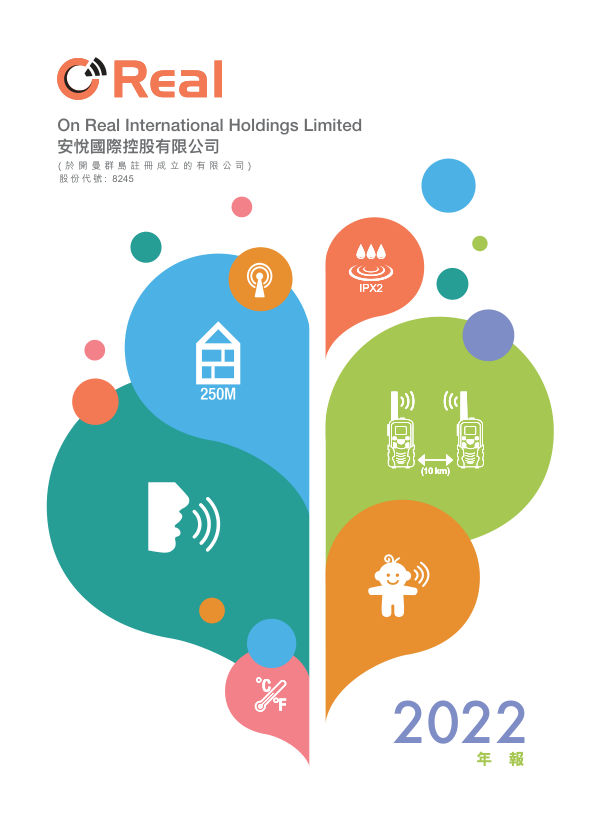 Real
On Real International Holdings Limited
安悅國際控股有限公司
(於開曼群島註冊成立的有限公司)
股份代號: 8245
IPX2
250M
(10 km)
°C
°F
2022
年 報